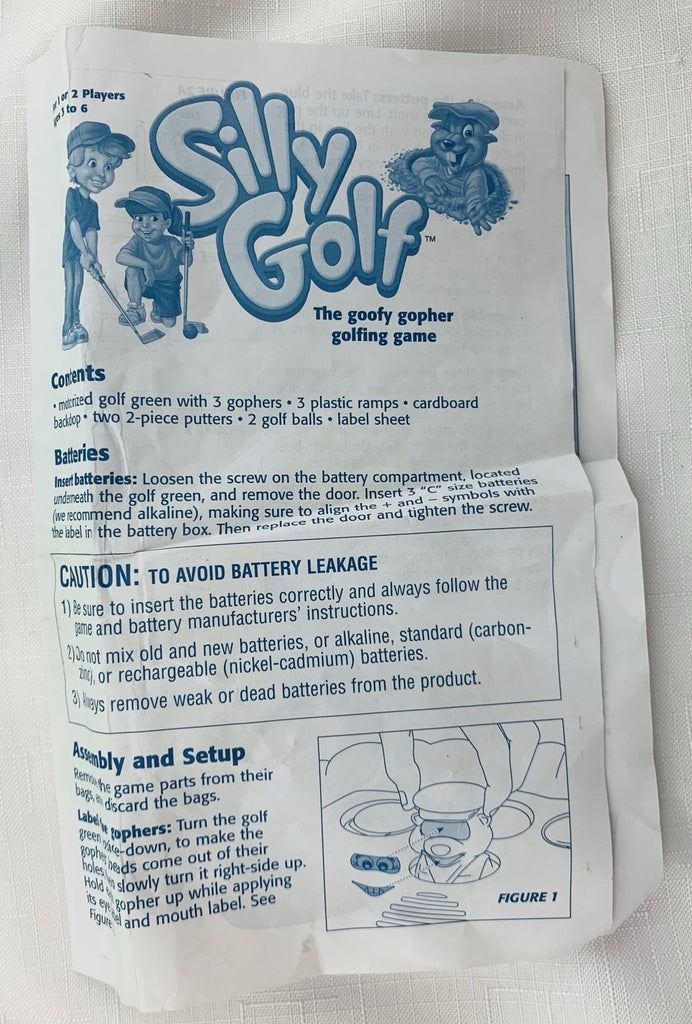 or 2 Players
to 6
Silly
Golf™
The goofy gopher
golfing game
Contents
• motorized golf green with 3 gophers • 3 plastic ramps • cardboard
backdrop • two 2-piece putters • 2 golf balls • label sheet
Batteries
Insert batteries: Loosen the screw on the battery compartment, located
underneath the golf green, and remove the door. Insert 3 "C" size batteries
(we recommend alkaline), making sure to align the + and – symbols with
the label in the battery box. Then replace the door and tighten the screw.
CAUTION: TO AVOID BATTERY LEAKAGE
1) Be sure to insert the batteries correctly and always follow the
game and battery manufacturers' instructions.
2) Do not mix old and new batteries, or alkaline, standard (carbon-
zinc), or rechargeable (nickel-cadmium) batteries.
3) Always remove weak or dead batteries from the product.
Assembly and Setup
Remove the game parts from their
bags, discard the bags.
Label the gophers: Turn the golf
green -down, to make the
gopher heads come out of their
holes, slowly turn it right-side up.
Hold gopher up while applying
its eye and mouth label. See
Figure
FIGURE 1